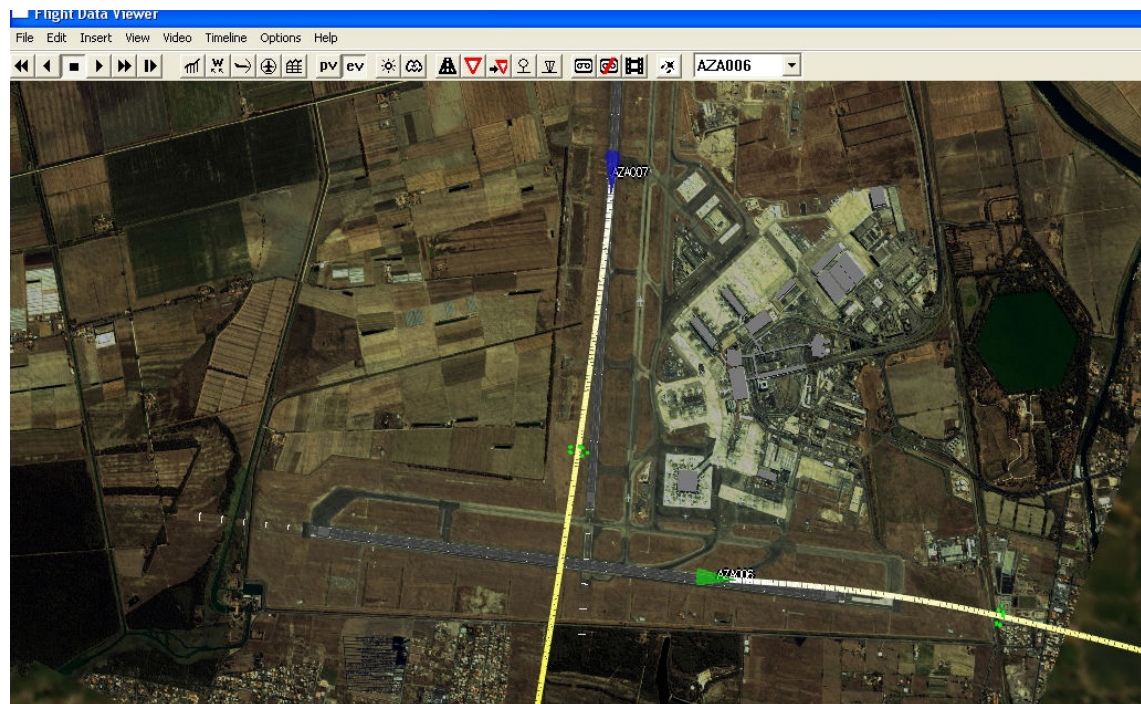 Flight Data Viewer
File Edit Insert View Video Timeline Options Help
W pv ev AZA006
AZA007
AZA006